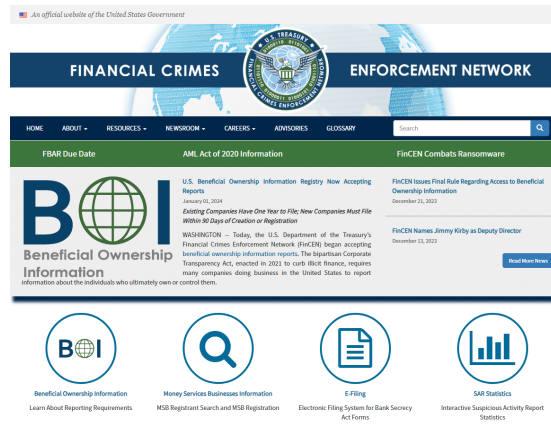 An official website of the United States Government
FINANCIAL CRIMES
ENFORCEMENT NETWORK
U.S. TREASURY
FINANCIAL CRIMES ENFORCEMENT NETWORK
HOME ABOUT RESOURCES NEWSROOM CAREERS ADVISORIES GLOSSARY Search
FBAR Due Date AML Act of 2020 Information FinCEN Combats Ransomware
BOI
Beneficial Ownership
Information
U.S. Beneficial Ownership Information Registry Now Accepting
Reports
January 01, 2024
Existing Companies Have One Year to File; New Companies Must File
Within 90 Days of Creation or Registration
WASHINGTON — Today, the U.S. Department of the Treasury's
Financial Crimes Enforcement Network (FinCEN) began accepting
beneficial ownership information reports. The bipartisan Corporate
Transparency Act, enacted in 2021 to curb illicit finance, requires
many companies doing business in the United States to report
information about the individuals who ultimately own or control them.
FinCEN Issues Final Rule Regarding Access to Beneficial
Ownership Information
December 21, 2023
FinCEN Names Jimmy Kirby as Deputy Director
December 13, 2023
Read More News
BOI
Beneficial Ownership Information
Learn About Reporting Requirements
Money Services Businesses Information
MSB Registrant Search and MSB Registration
E-Filing
Electronic Filing System for Bank Secrecy
Act Forms
SAR Statistics
Interactive Suspicious Activity Report
Statistics